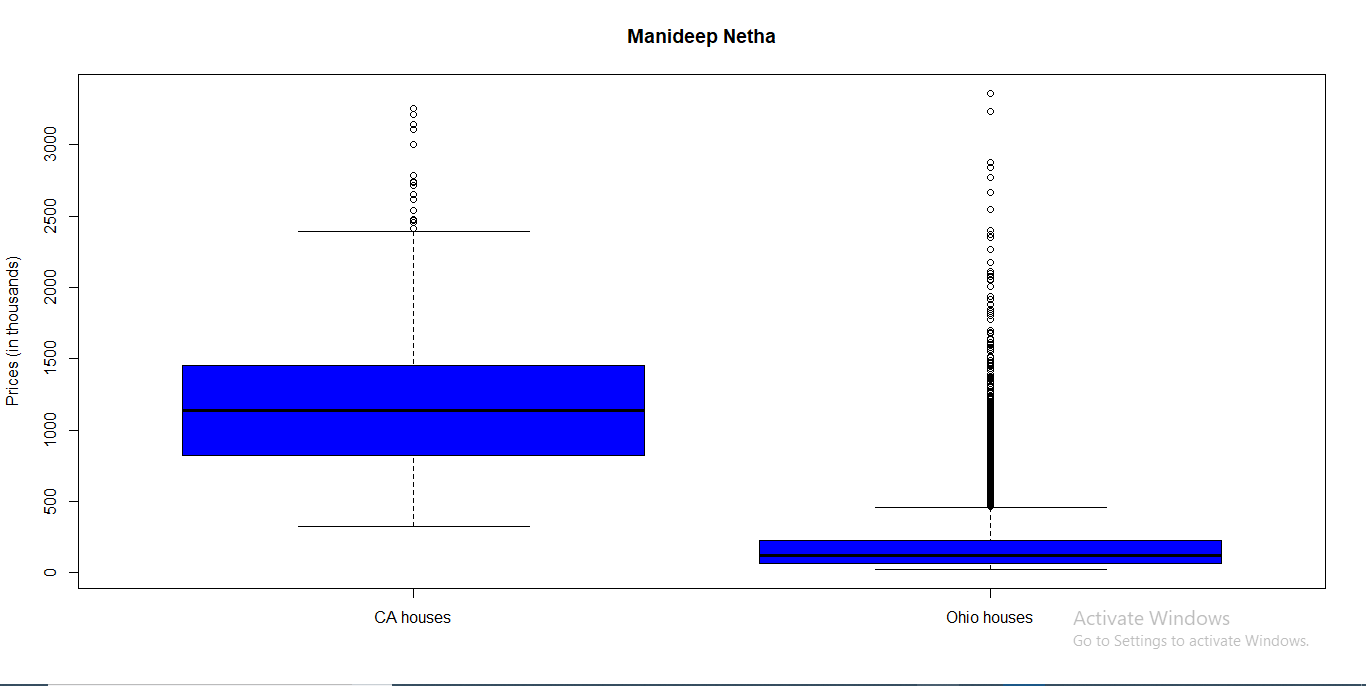 Manideep Netha
Prices (in thousands)
3000
2500
2000
1500
1000
500
0
CA houses
Ohio houses
Activate Windows
Go to Settings to activate Windows.